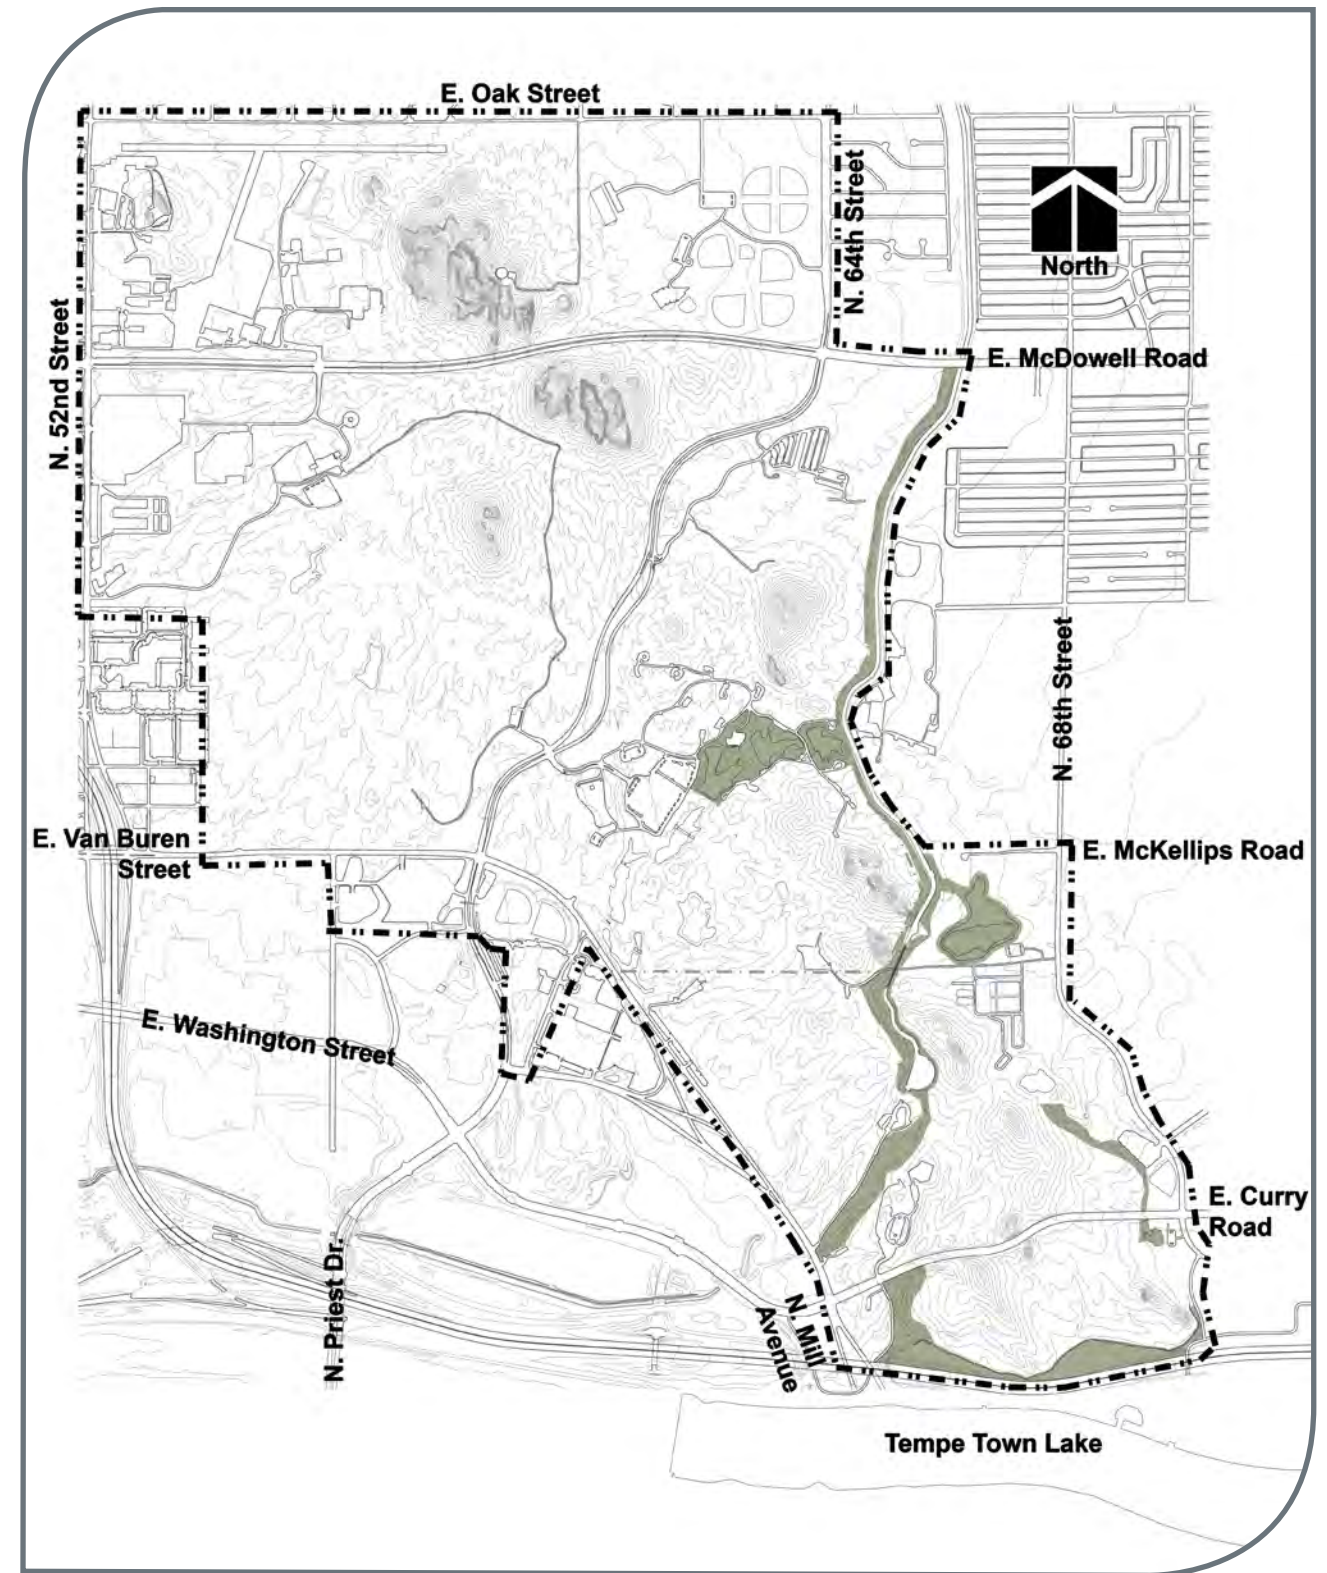 E. Oak Street
N. 64th Street
North
N. 52nd Street
E. McDowell Road
N. 68th Street
E. Van Buren
Street
E. McKellips Road
E. Washington Street
E. Curry
Road
N. Priest Dr.
N. Mill
Avenue
Tempe Town Lake